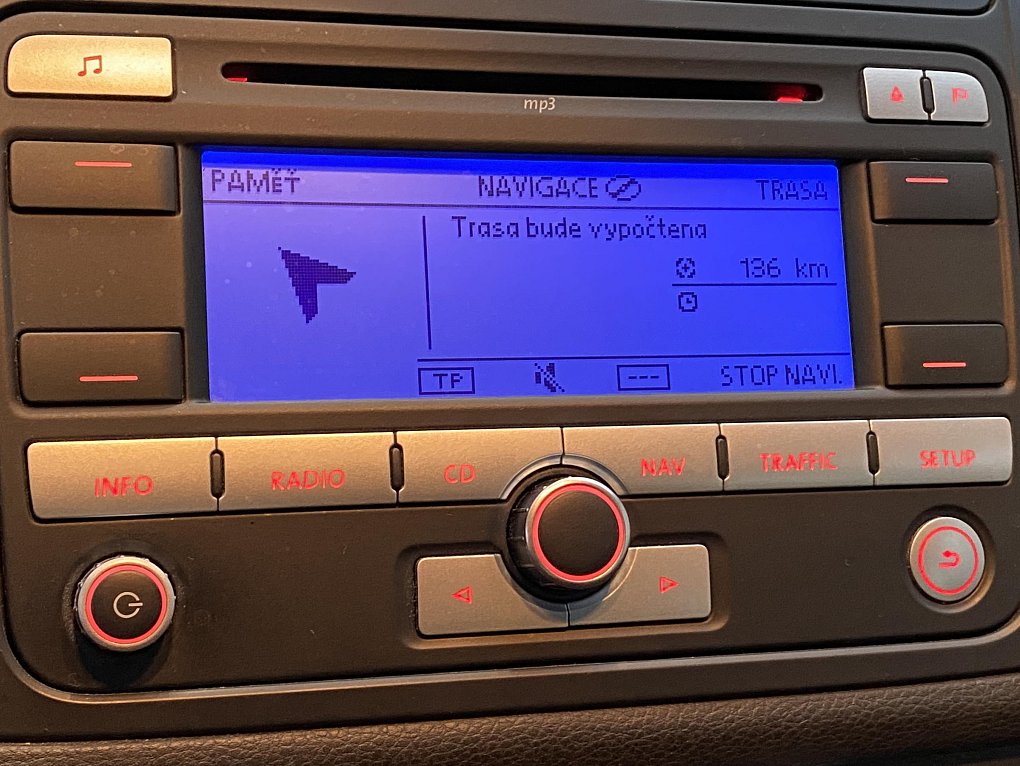 mp3
PAMĚŤ NAVIGACE TRASA
Trasa bude vypočtena
136 km
TP --- STOP NAVI.
INFO RADIO CD NAV TRAFFIC SETUP